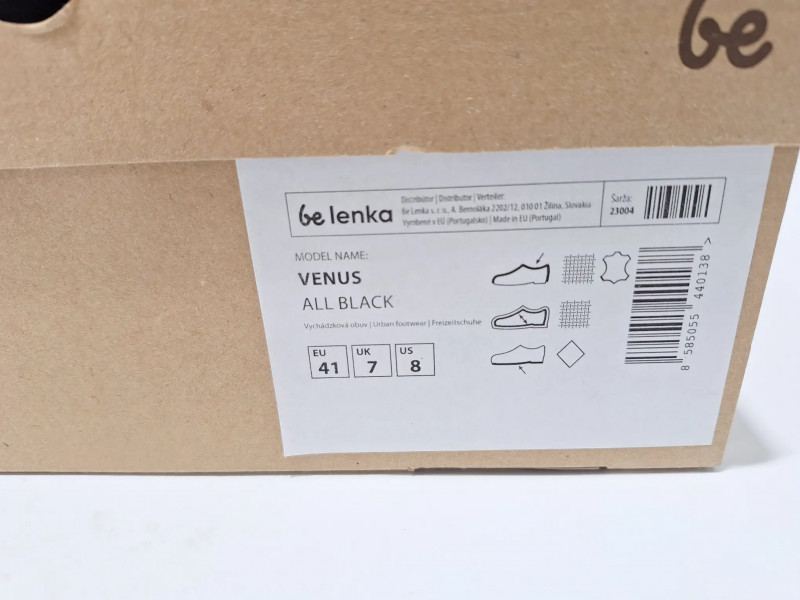 be
be lenka
Distribútor | Distributor | Verteiler:
Be Lenka s. r. o., A. Bernoláka 2202/12, 010 01 Žilina, Slovakia
Vyrobené v EÚ (Portugalsko) | Made in EU (Portugal)
Šarža:
23004
MODEL NAME:
VENUS
ALL BLACK
Vychádzková obuv | Urban footwear | Freizeitschuhe
EU
41
UK
7
US
8
8 585055 440138 >